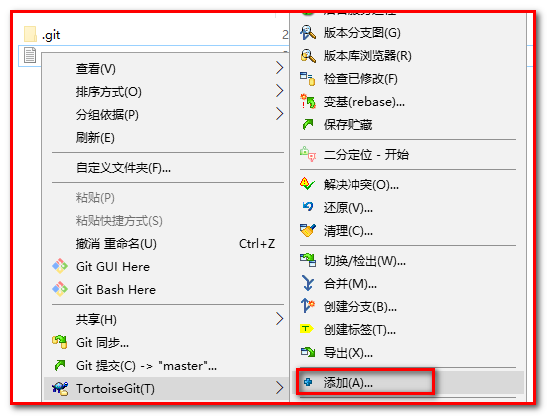 .git
2
查看(V)
排序方式(O)
分组依据(P)
刷新(E)
自定义文件夹(F)...
粘贴(P)
粘贴快捷方式(S)
撤消 重命名(U) Ctrl+Z
Git GUI Here
Git Bash Here
共享(H)
Git 同步...
Git 提交(C) -> "master"...
TortoiseGit(T)
版本分支图(G)
版本库浏览器(R)
检查已修改(F)
变基(rebase)...
保存贮藏
二分定位 - 开始
解决冲突(O)...
还原(V)...
清理(C)...
切换/检出(W)...
合并(M)...
创建分支(B)...
创建标签(T)...
导出(X)...
添加(A)...